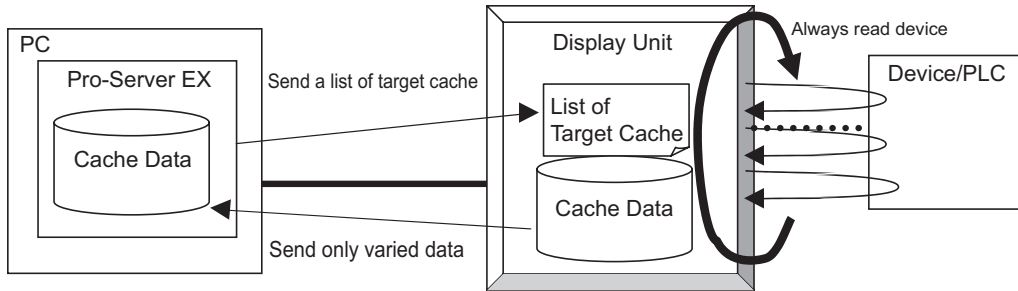 PC
Pro-Server EX
Cache Data
Send a list of target cache
Send only varied data
Display Unit
List of
Target Cache
Cache Data
Always read device
Device/PLC